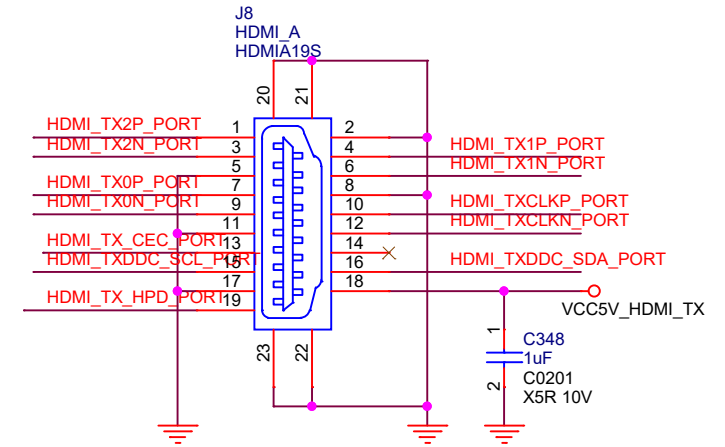 J8
HDMI_A
HDMIA19S
20
21
HDMI_TX2P_PORT
1
2
HDMI_TX2N_PORT
3
4
HDMI_TX1P_PORT
5
6
HDMI_TX1N_PORT
HDMI_TX0P_PORT
7
8
HDMI_TX0N_PORT
9
10
HDMI_TXCLKP_PORT
11
12
HDMI_TXCLKN_PORT
HDMI_TX_CEC_PORT
13
14
HDMI_TXDDC_SCL_PORT
15
16
HDMI_TXDDC_SDA_PORT
17
18
HDMI_TX_HPD_PORT
19
VCC5V_HDMI_TX
23
22
1
C348
1uF
2
C0201
X5R 10V